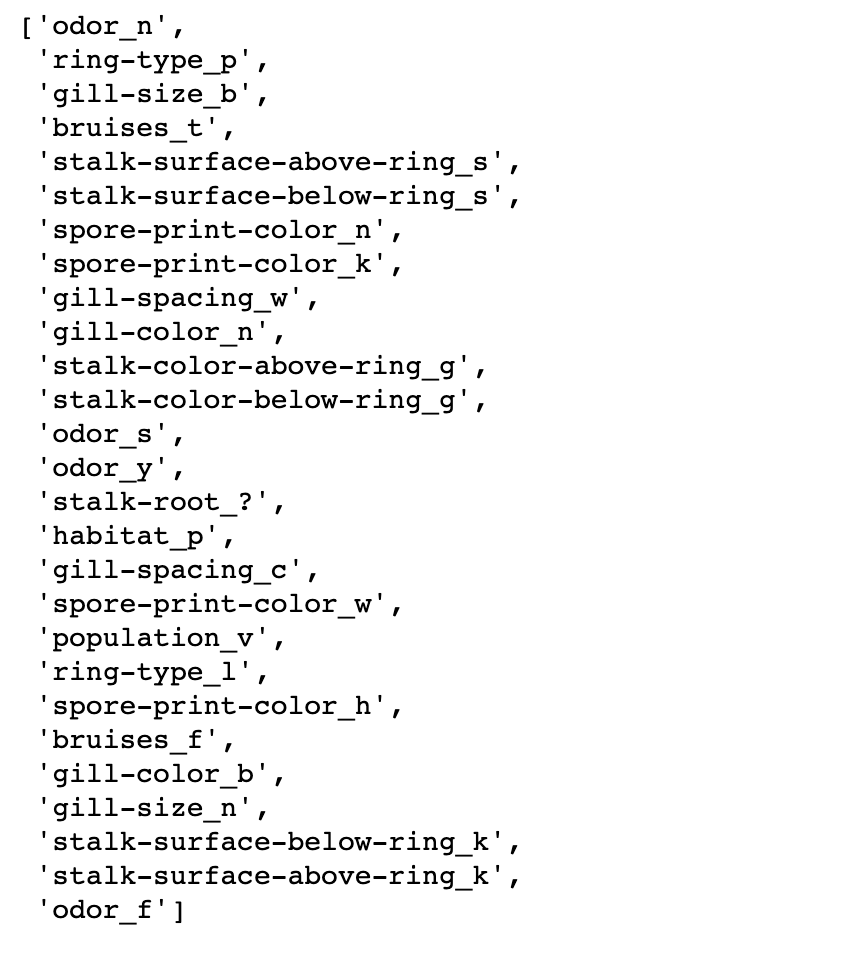 ['odor_n',
'ring-type_p',
'gill-size_b',
'bruises_t',
'stalk-surface-above-ring_s',
'stalk-surface-below-ring_s',
'spore-print-color_n',
'spore-print-color_k',
'gill-spacing_w',
'gill-color_n',
'stalk-color-above-ring_g',
'stalk-color-below-ring_g',
'odor_s',
'odor_y',
'stalk-root_?',
'habitat_p',
'gill-spacing_c',
'spore-print-color_w',
'population_v',
'ring-type_l',
'spore-print-color_h',
'bruises_f',
'gill-color_b',
'gill-size_n',
'stalk-surface-below-ring_k',
'stalk-surface-above-ring_k',
'odor_f']